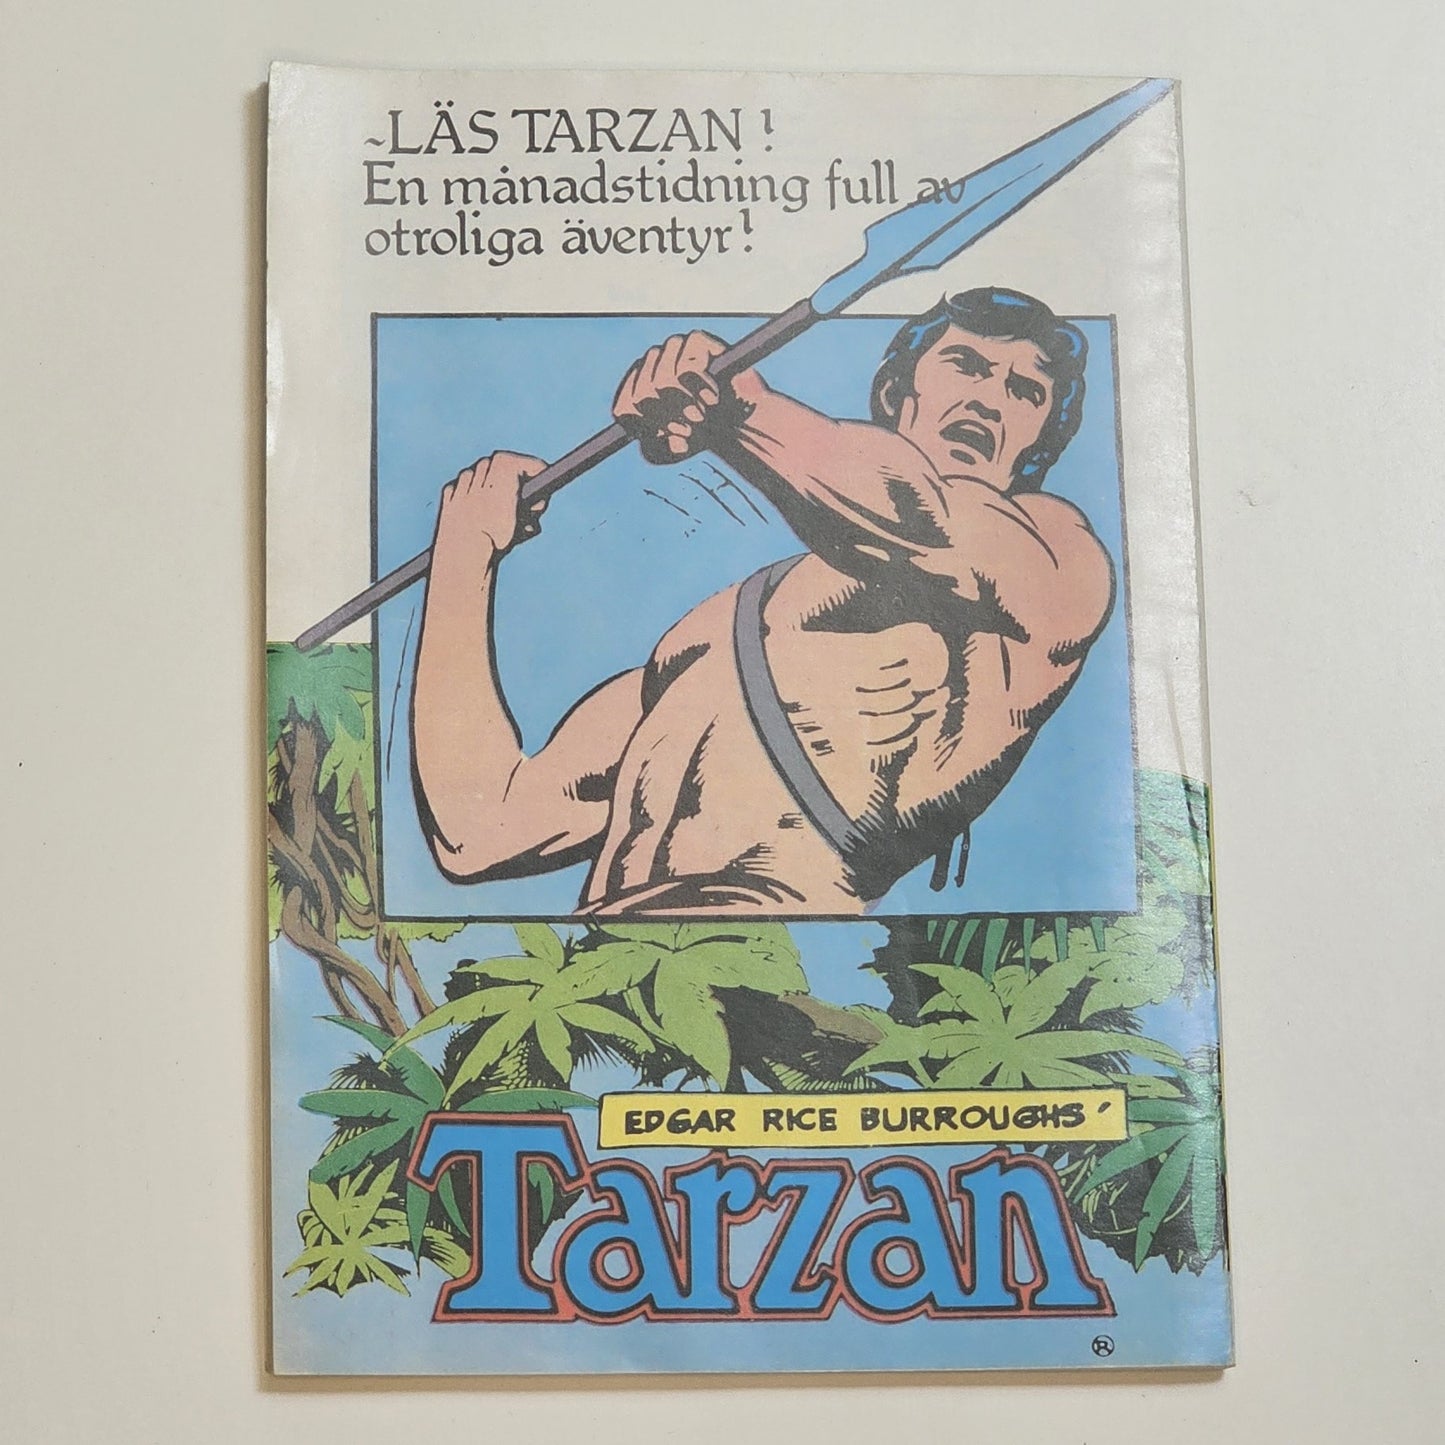 ~LÄS TARZAN!
En månadstidning full av
otroliga äventyr!
EDGAR RICE BURROUGHS'
Tarzan
®